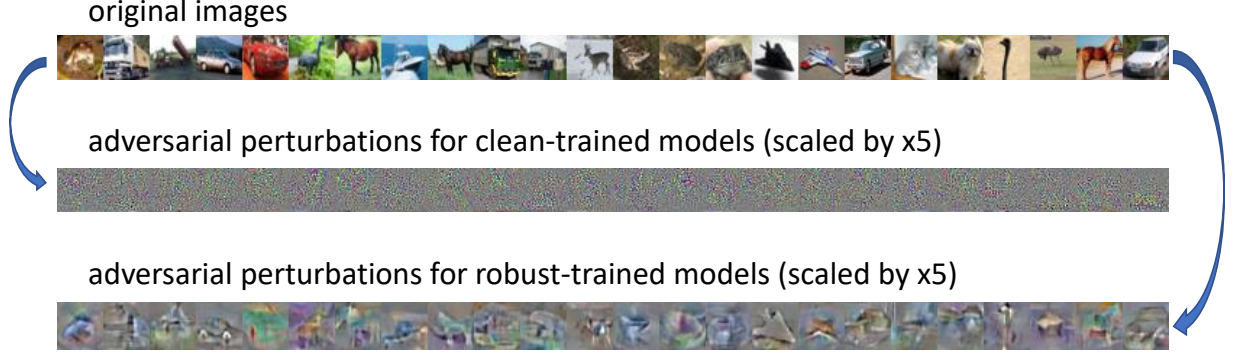 original images
adversarial perturbations for clean-trained models (scaled by x5)
adversarial perturbations for robust-trained models (scaled by x5)